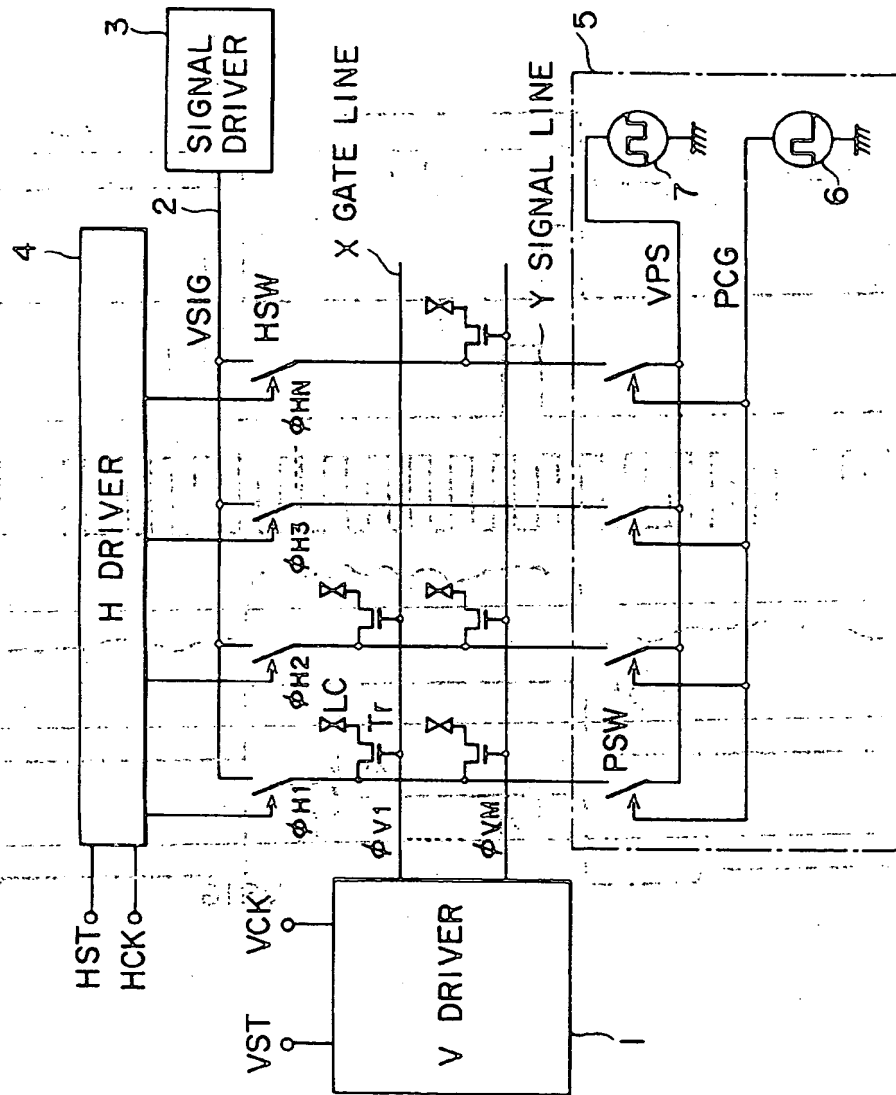 HST
HCK
H DRIVER
4
SIGNAL
DRIVER
3
2
VSIG
HSW
φH1
φH2
φH3
φHN
LC
Tr
X GATE LINE
Y SIGNAL LINE
φV1
φVM
VST
VCK
V DRIVER
1
PSW
VPS
PCG
5
7
6